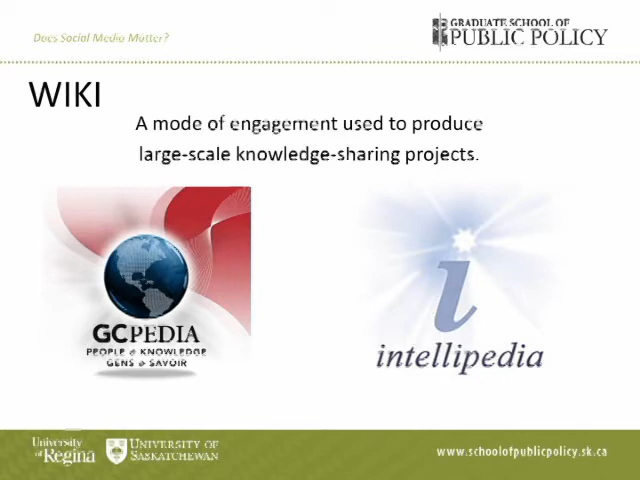 Does Social Media Matter?
GRADUATE SCHOOL OF
PUBLIC POLICY
WIKI
A mode of engagement used to produce
large-scale knowledge-sharing projects.
GCPEDIA
PEOPLE & KNOWLEDGE
GENS & SAVOIR
i
intellipedia
University
of Regina
UNIVERSITY OF
SASKATCHEWAN
www.schoolofpublicpolicy.sk.ca